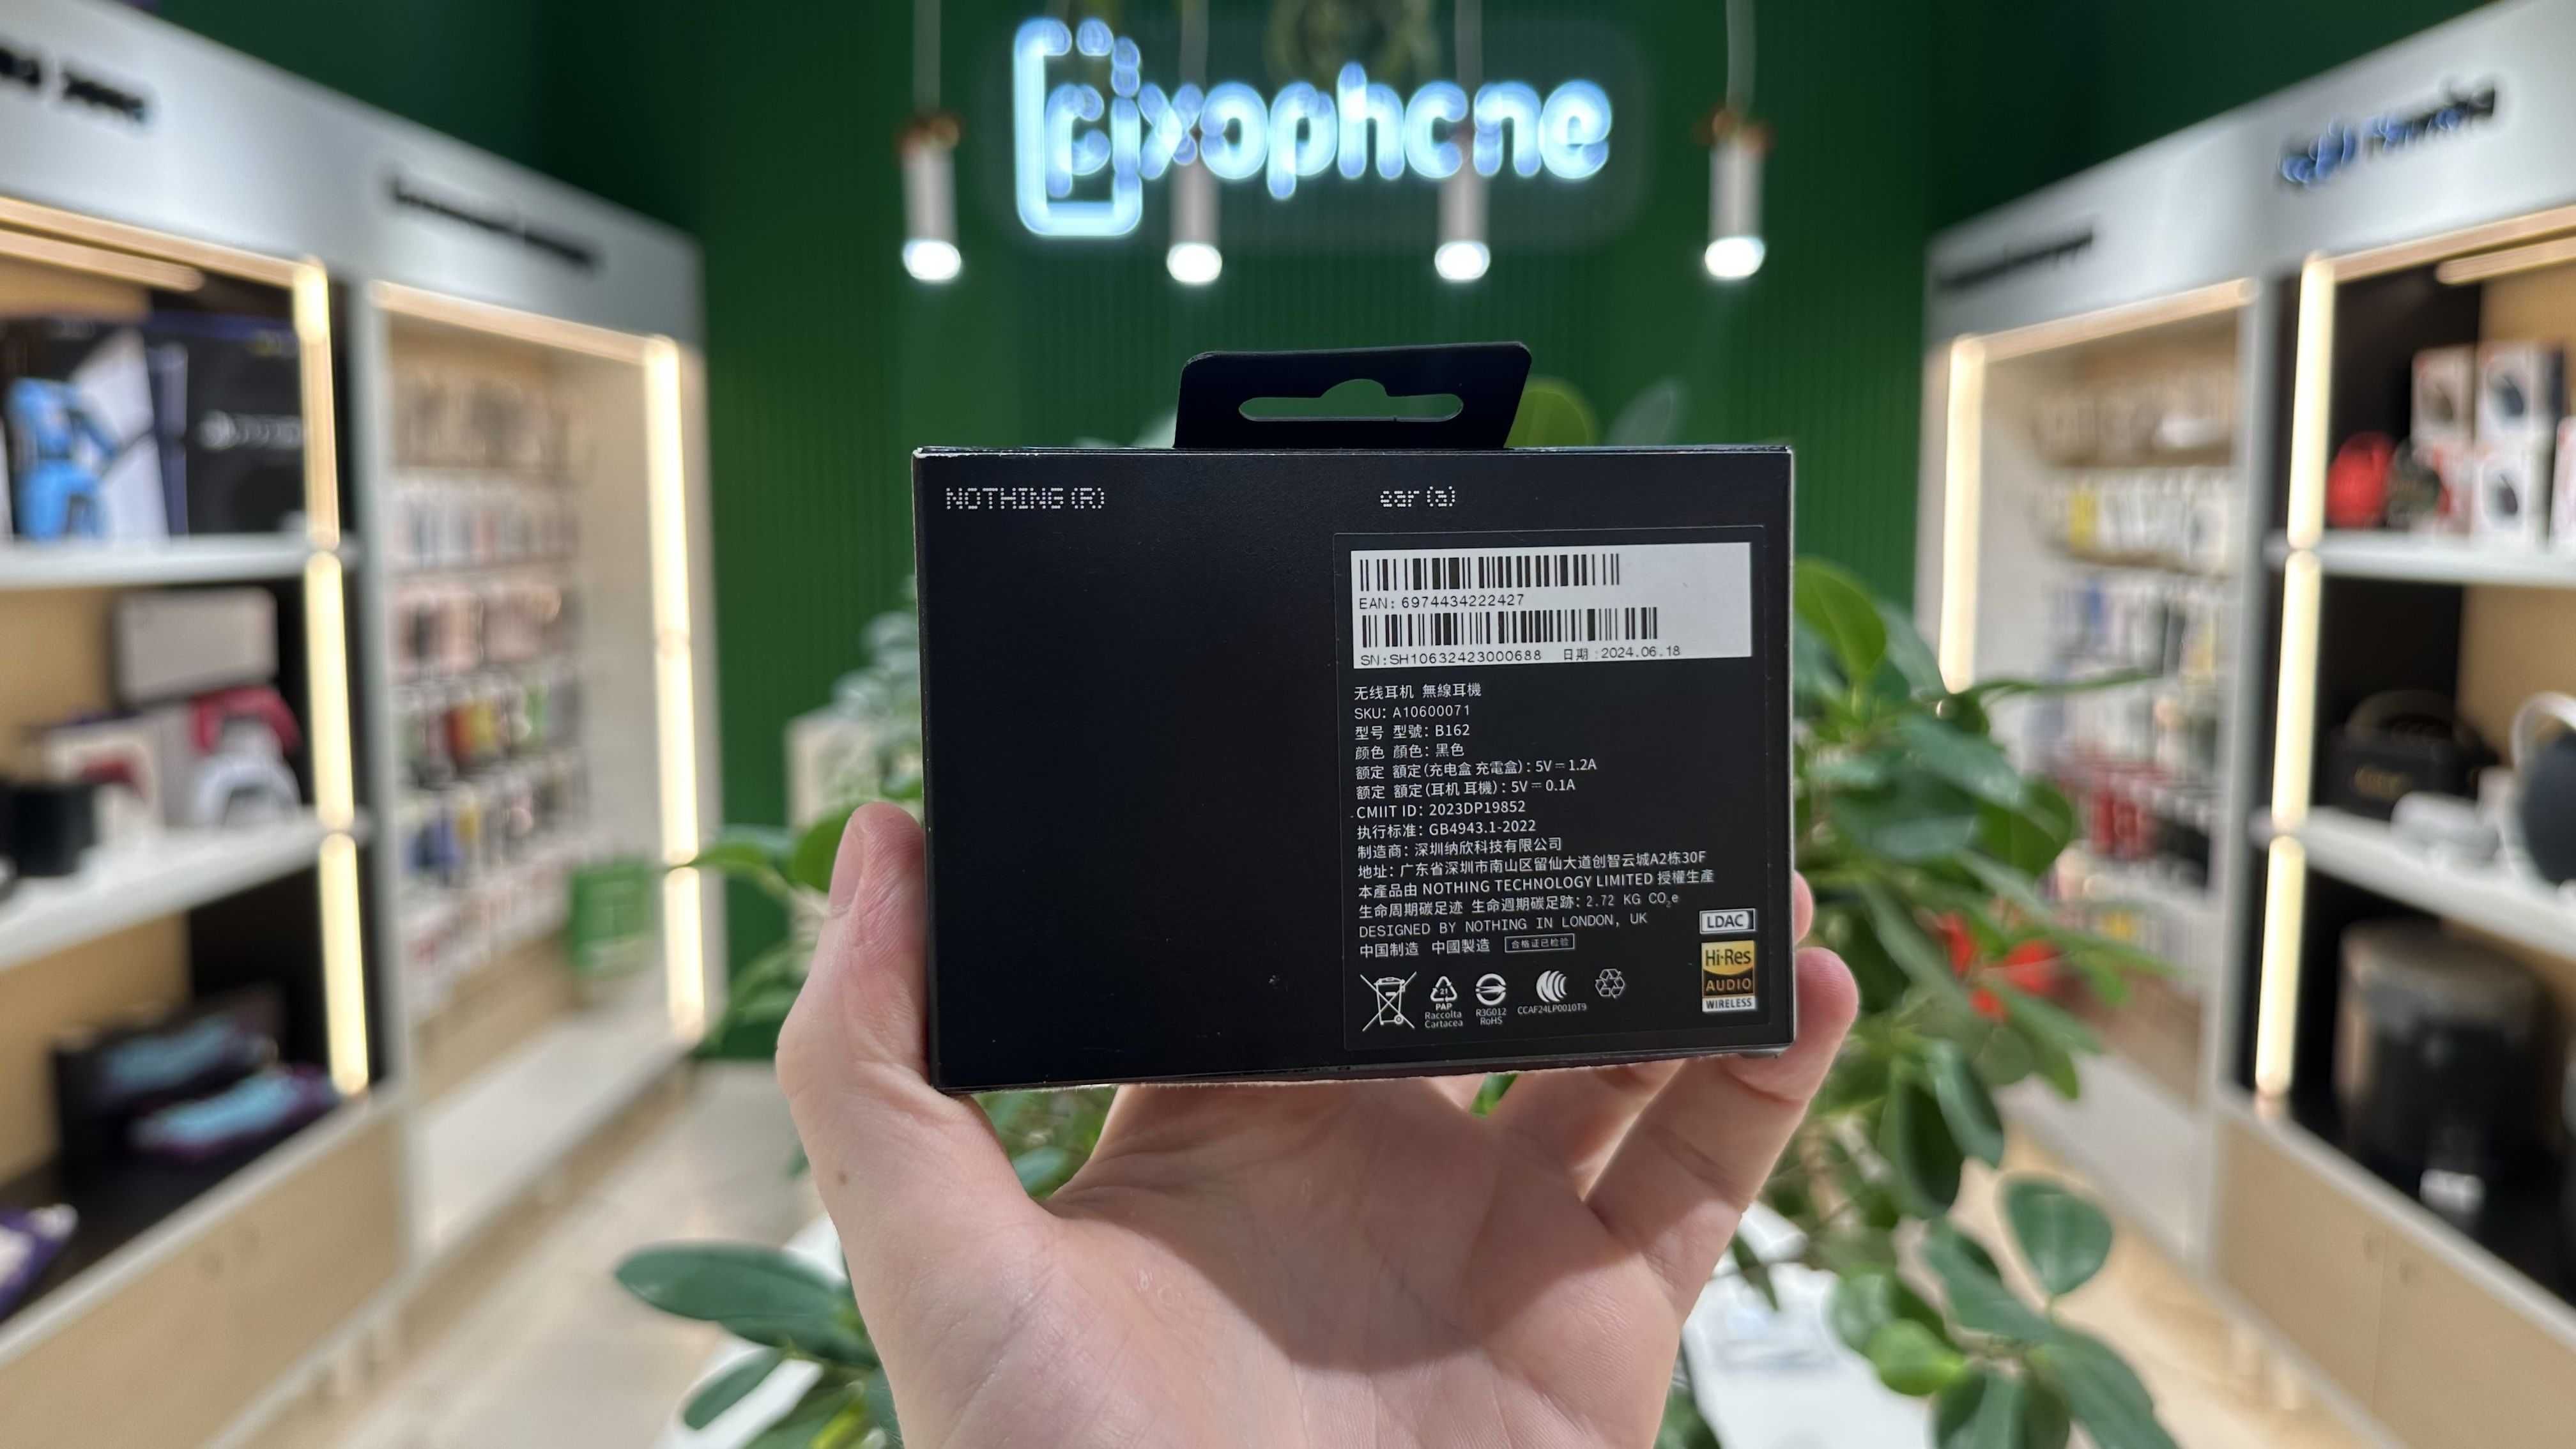 pixophone
NOTHING (R)
ear (a)
EAN: 6974434222427
SN:SH10632423000688 日期:2024.06.18
无线耳机 無線耳機
SKU: A10600071
型号 型號: B162
颜色 顏色: 黑色
额定 額定(充电盒 充電盒): 5V⎓1.2A
额定 額定(耳机 耳機): 5V⎓0.1A
CMIIT ID: 2023DP19852
执行标准: GB4943.1-2022
制造商: 深圳纳欣科技有限公司
地址: 广东省深圳市南山区留仙大道创智云城A2栋30F
本產品由 NOTHING TECHNOLOGY LIMITED 授權生產
生命周期碳足迹 生命週期碳足跡: 2.72 KG CO₂e
DESIGNED BY NOTHING IN LONDON, UK
中国制造 中國製造 合格证已检验
LDAC
Hi-Res
AUDIO
WIRELESS
21
PAP
Raccolta
Cartacea
R3G012
RoHS
CCAF24LP0010T9